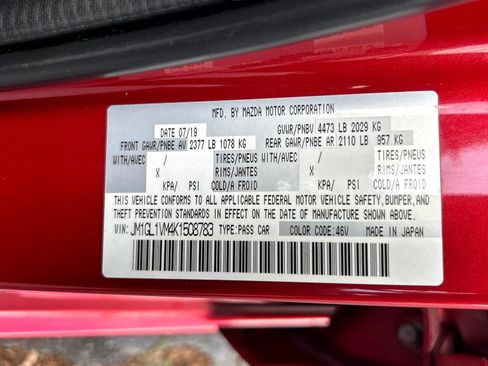 MFD. BY MAZDA MOTOR CORPORATION
DATE 07/19 GVWR/PNBV 4473 LB 2029 KG
FRONT GAWR/PNBE AV 2377 LB 1078 KG REAR GAWR/PNBE AR 2110 LB 957 KG
WITH/AVEC / TIRES/PNEUS WITH/AVEC / TIRES/PNEUS
X RIMS/JANTES X RIMS/JANTES
KPA/ PSI COLD/A FROID KPA/ PSI COLD/A FROID
THIS VEHICLE CONFORMS TO ALL APPLICABLE FEDERAL MOTOR VEHICLE SAFETY, BUMPER, AND
THEFT PREVENTION STANDARDS IN EFFECT ON THE DATE OF MANUFACTURE SHOWN ABOVE.
VIN: JM1GL1VM4K1508783 TYPE: PASS CAR COLOR CODE: 46V MADE IN JAPAN